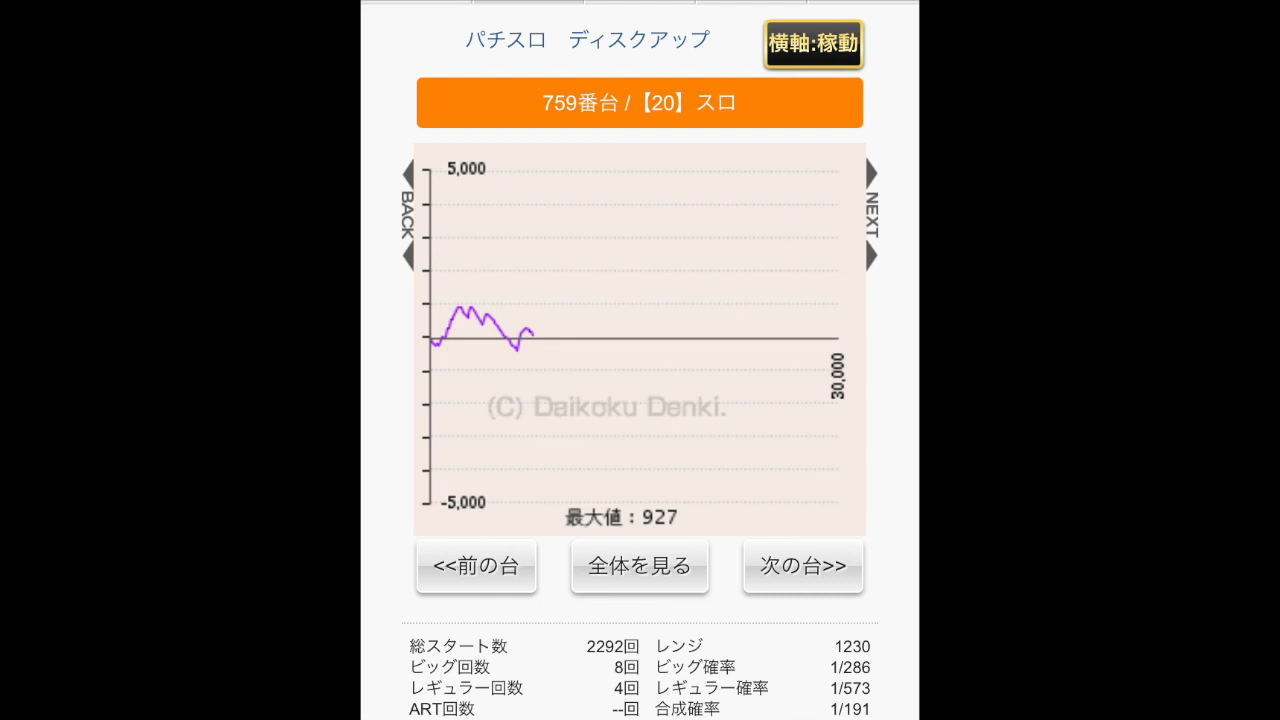 パチスロ　ディスクアップ
横軸:稼動
759番台 /【20】スロ
5,000
BACK
NEXT
30,000
(C) Daikoku Denki.
-5,000
最大値：927
<<前の台
全体を見る
次の台>>
総スタート数 2292回 レンジ 1230
ビッグ回数 8回 ビッグ確率 1/286
レギュラー回数 4回 レギュラー確率 1/573
ART回数 --回 合成確率 1/191